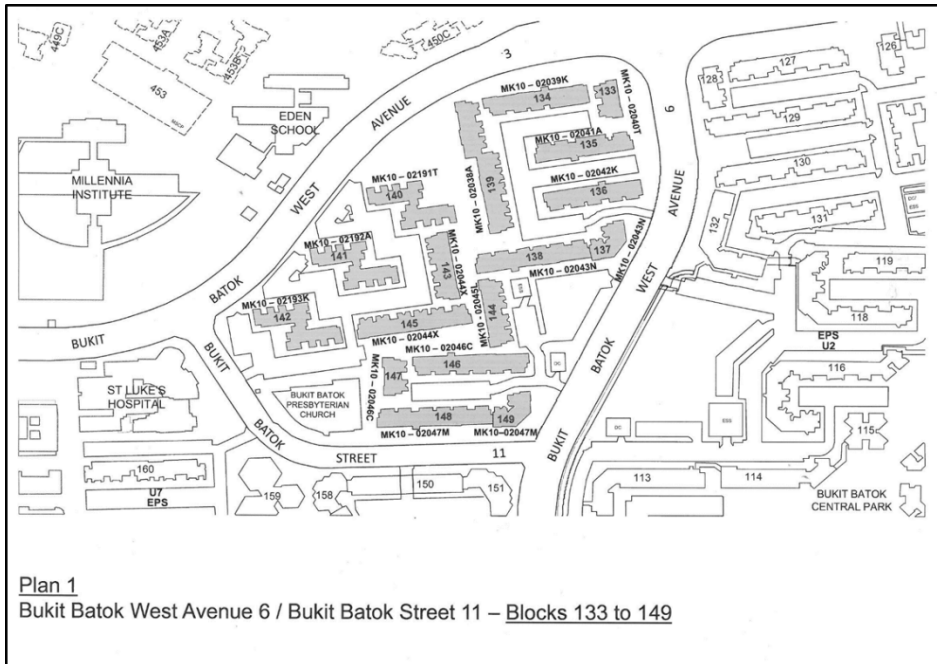 449C
453A
453B
450C
453
MSCP
EDEN
SCHOOL
MILLENNIA
INSTITUTE
BUKIT BATOK WEST AVENUE 3
MK10 – 02039K
134
133
MK10 – 02040T
MK10 – 02041A
135
MK10 – 02042K
136
139
MK10 – 02038A
MK10 – 02191T
140
MK10 – 02192A
141
MK10 – 02193K
142
143
MK10 – 02044X
138
137
MK10 – 02043N
MK10 – 02043N
MK10 - 02045L
144
ESS
145
MK10 – 02044X
MK10 – 02046C
146
147
MK10 – 02046C
148
149
MK10 – 02047M
MK10–02047M
BUKIT BATOK
PRESBYTERIAN
CHURCH
ST LUKE'S
HOSPITAL
BUKIT BATOK STREET 11
BUKIT BATOK WEST AVENUE 6
126
127
128
129
130
131
132
119
118
EPS
U2
116
115
113
114
DC
ESS
BUKIT BATOK
CENTRAL PARK
160
U7
EPS
159
158
150
151
Plan 1
Bukit Batok West Avenue 6 / Bukit Batok Street 11 – Blocks 133 to 149